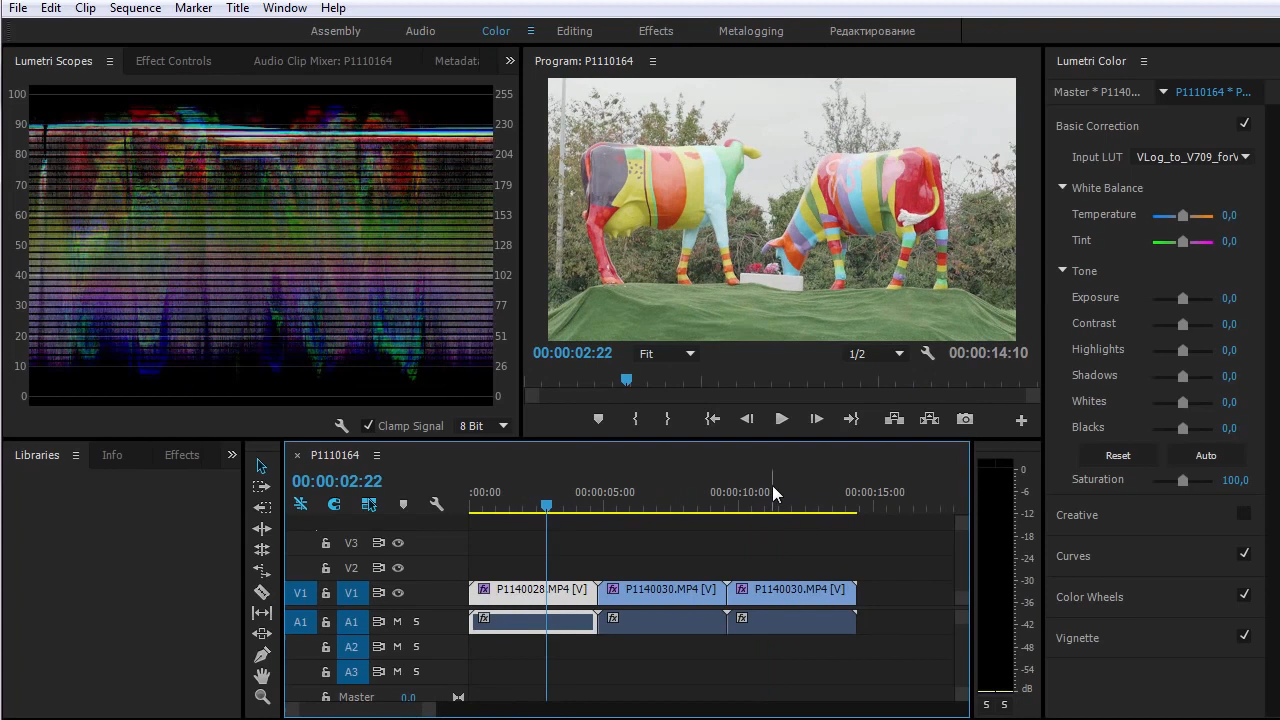 File Edit Clip Sequence Marker Title Window Help
Assembly Audio Color Editing Effects Metalogging Редактирование
Lumetri Scopes Effect Controls Audio Clip Mixer: P1110164 Metadata
100 255
90 230
80 204
70 179
60 153
50 128
40 102
30 77
20 51
10 26
0 0
Clamp Signal 8 Bit
Program: P1110164
00:00:02:22 Fit 1/2 00:00:14:10
Lumetri Color
Master * P1140... P1110164 * P...
Basic Correction
Input LUT VLog_to_V709_forV
White Balance
Temperature 0,0
Tint 0,0
Tone
Exposure 0,0
Contrast 0,0
Highlights 0,0
Shadows 0,0
Whites 0,0
Blacks 0,0
Reset Auto
Saturation 100,0
Creative
Curves
Color Wheels
Vignette
Libraries Info Effects
P1110164
00:00:02:22
:00:00 00:00:05:00 00:00:10:00 00:00:15:00
V3
V2
V1 V1 fx P1140028.MP4 [V] fx P1140030.MP4 [V] fx P1140030.MP4 [V]
A1 A1 M S fx fx fx
A2 M S
A3 M S
Master 0,0
0
-6
-12
-18
-24
-30
-36
-42
-48
-54
dB
S S